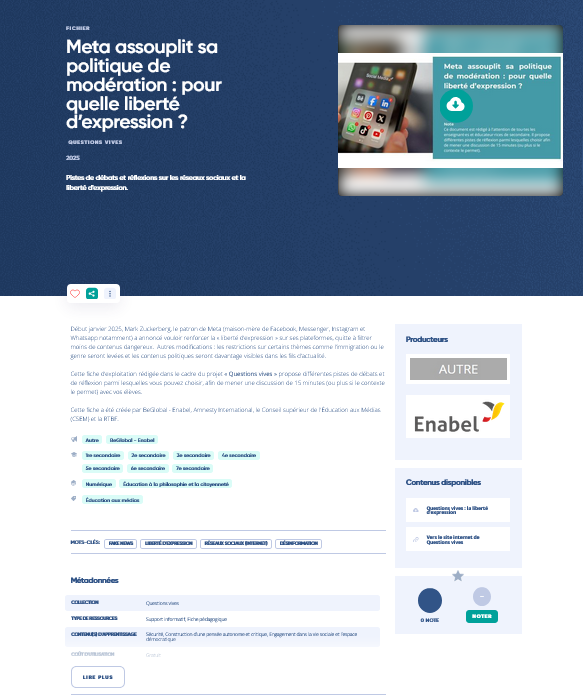 FICHIER
Meta assouplit sa
politique de
modération : pour
quelle liberté
d'expression ?
QUESTIONS VIVES
2025
Pistes de débats et réflexions sur les réseaux sociaux et la
liberté d'expression.
Meta assouplit sa politique
de modération : pour quelle
liberté d'expression ?
Début janvier 2025, Mark Zuckerberg, le patron de Meta (maison-mère de Facebook, Messenger, Instagram et
Whatsapp notamment) a annoncé vouloir renforcer la « liberté d'expression » sur ses plateformes, quitte à filtrer
moins de contenus dangereux. Autres modifications : les restrictions sur certains thèmes comme l'immigration ou le
genre seront levées et les contenus politiques seront davantage visibles dans les fils d'actualité.
Cette fiche d'exploitation rédigée dans le cadre du projet « Questions vives » propose différentes pistes de débats et
de réflexion parmi lesquelles vous pouvez choisir, afin de mener une discussion de 15 minutes (ou plus si le contexte
le permet) avec vos élèves.
Cette fiche a été créée par BeGlobal - Enabel, Amnesty International, le Conseil supérieur de l'Education aux Médias
(CSEM) et la RTBF.
Autre BeGlobal - Enabel
1re secondaire 2e secondaire 3e secondaire 4e secondaire
5e secondaire 6e secondaire 7e secondaire
Numérique Éducation à la philosophie et la citoyenneté
Éducation aux médias
MOTS-CLÉS: FAKE NEWS LIBERTÉ D'EXPRESSION RÉSEAUX SOCIAUX (INTERNET) DÉSINFORMATION
Métadonnées
COLLECTION Questions vives
TYPE DE RESSOURCES Support informatif, Fiche pédagogique
CONTENU(S) D'APPRENTISSAGE Sécurité, Construction d'une pensée autonome et critique, Engagement dans la vie sociale et l'espace
démocratique
COÛT D'UTILISATION Gratuit
LIRE PLUS
Producteurs
AUTRE
Enabel
Contenus disponibles
Questions vives : la liberté
d'expression
Vers le site internet de
Questions vives
0 NOTE
NOTER